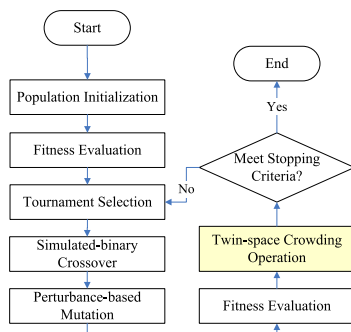 Start
Population Initialization
Fitness Evaluation
Tournament Selection
Simulated-binary
Crossover
Perturbance-based
Mutation
End
Yes
Meet Stopping
Criteria?
No
Twin-space Crowding
Operation
Fitness Evaluation